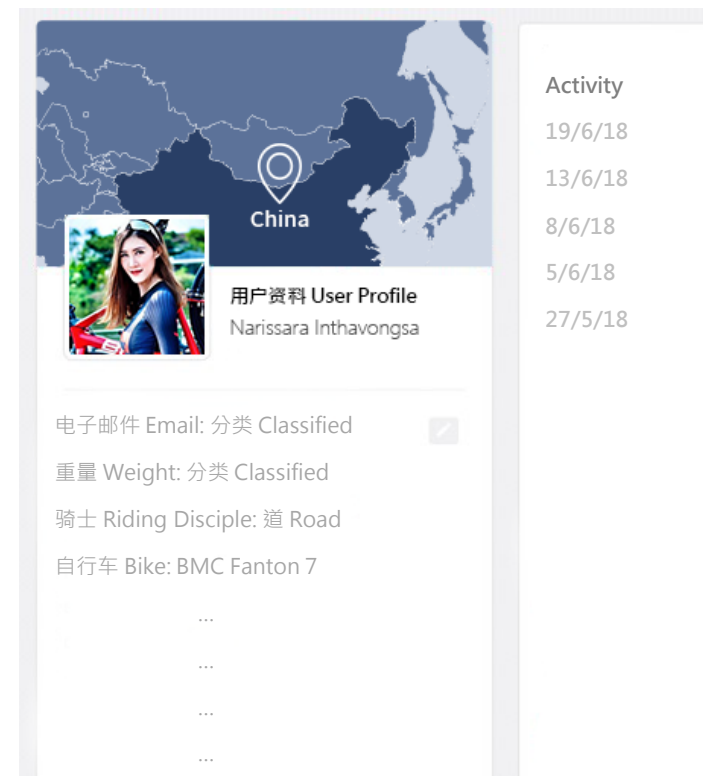 China
用户资料 User Profile
Narissara Inthavongsa
电子邮件 Email: 分类 Classified
重量 Weight: 分类 Classified
骑士 Riding Disciple: 道 Road
自行车 Bike: BMC Fanton 7
...
...
...
...
Activity
19/6/18
13/6/18
8/6/18
5/6/18
27/5/18